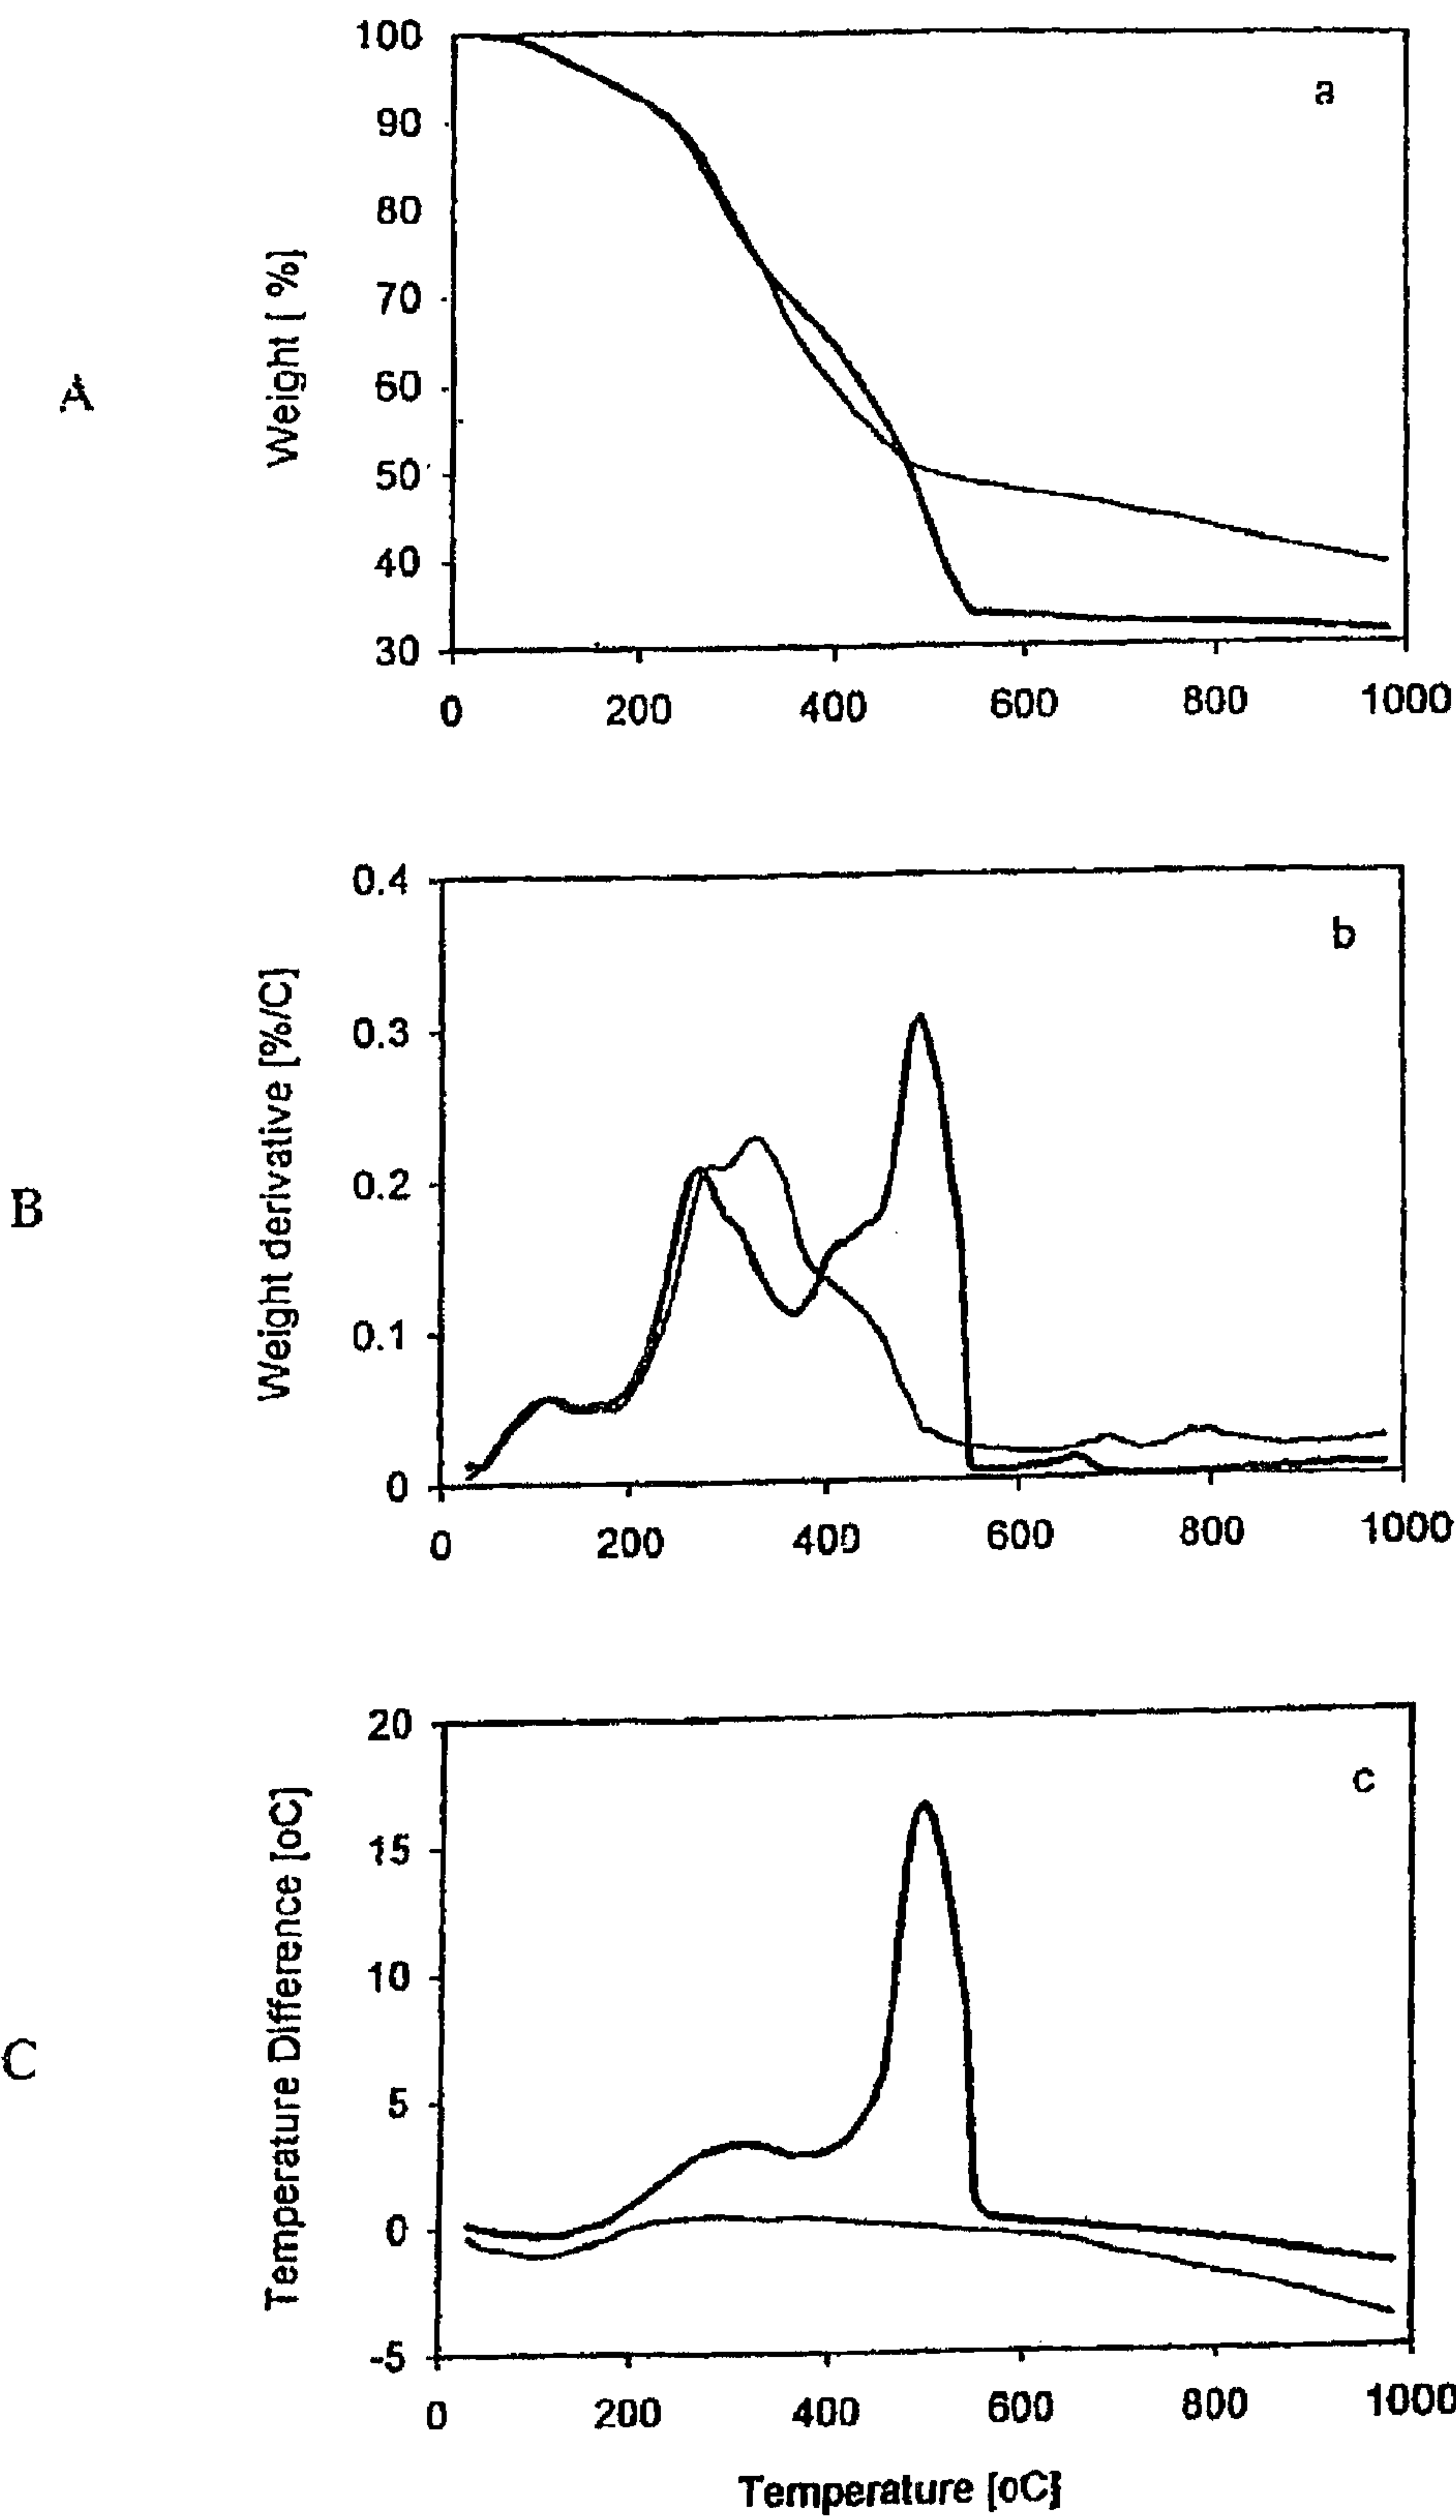 100
a
90
80
70
60
50
40
30
Weight [ %]
A
0 200 400 600 800 1000
0.4
b
0.3
0.2
0.1
0
Weight derivative [%/C]
B
0 200 400 600 800 1000
20
c
15
10
5
0
-5
Temperature Difference [oC]
C
0 200 400 600 800 1000
Temperature [oC]